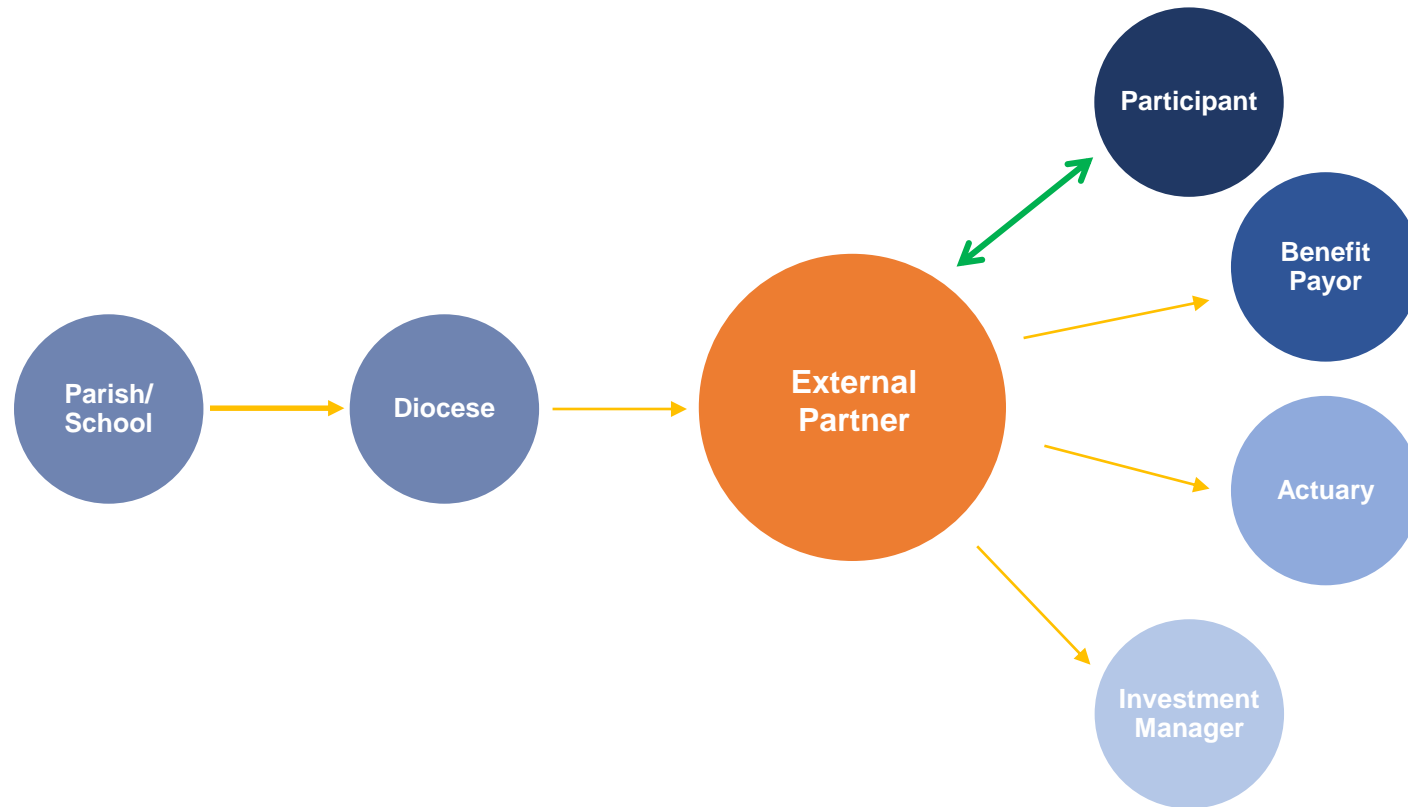 Parish/
School
Diocese
External
Partner
Participant
Benefit
Payor
Actuary
Investment
Manager